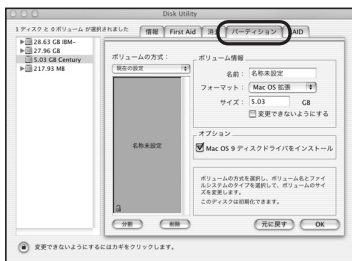 Disk Utility
1 ディスク と 0 ボリューム が選択されました
情報
First Aid
消去
パーティション
RAID
28.63 GB IBM-
27.96 GB
5.03 GB Century
217.93 MB
ボリュームの方式：
現在の設定
名称未設定
分割
削除
ボリューム情報
名前：名称未設定
フォーマット：Mac OS 拡張
サイズ：5.03 GB
変更できないようにする
オプション
Mac OS 9 ディスクドライバをインストール
ボリュームの方式を選択し、ボリューム名とファイ
ルシステムのタイプを選択して、ボリュームのサイ
ズを変更します。
このディスクは初期化できます。
元に戻す
OK
変更できないようにするにはカギをクリックします。